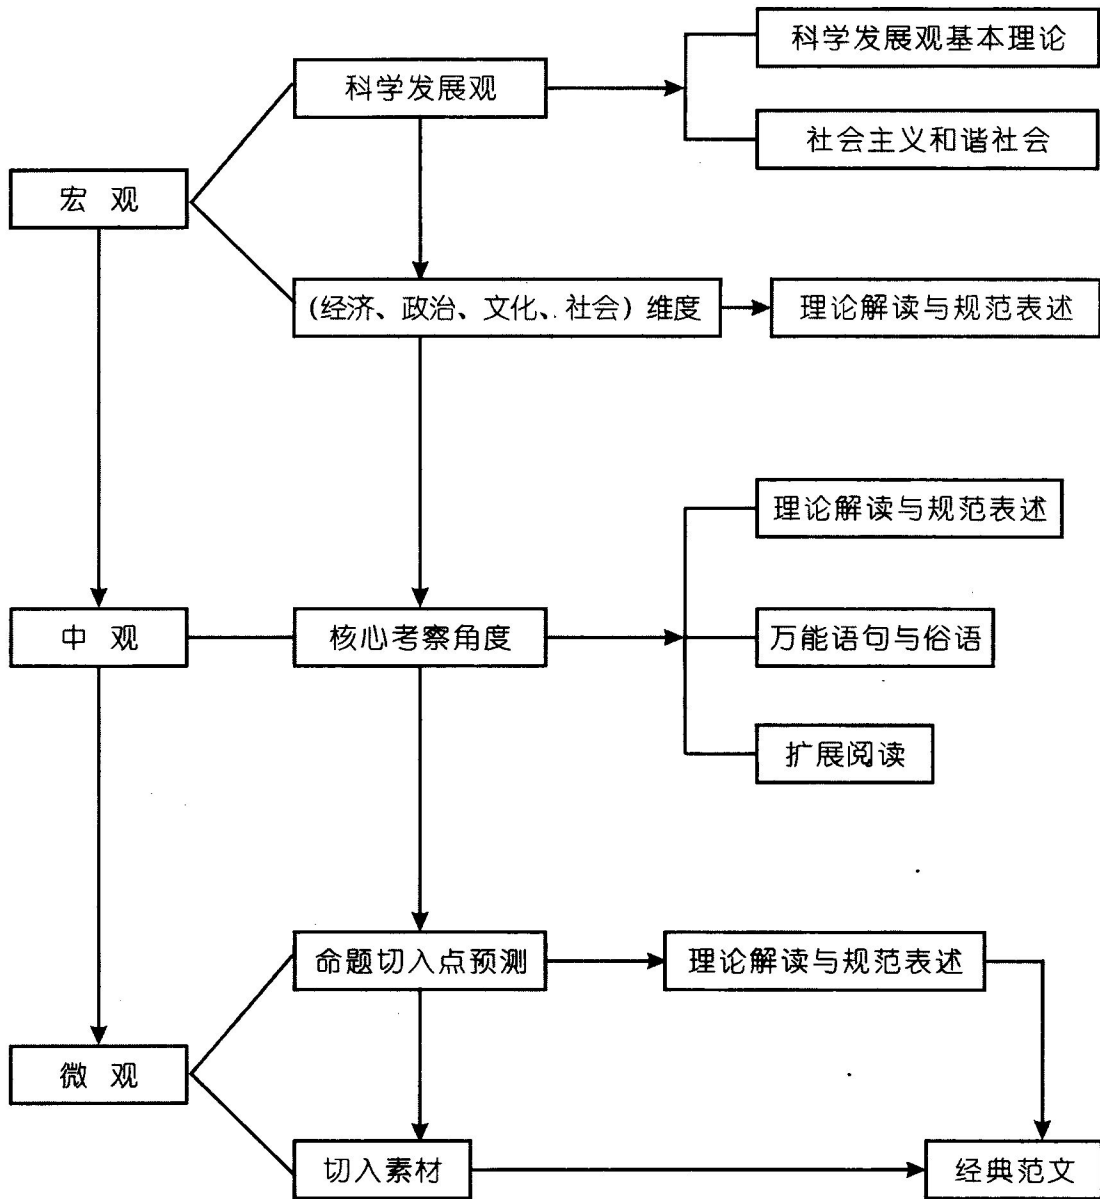 科学发展观基本理论
科学发展观
社会主义和谐社会
宏观
(经济、政治、文化、社会)维度
理论解读与规范表述
理论解读与规范表述
中观
核心考察角度
万能语句与俗语
扩展阅读
命题切入点预测
理论解读与规范表述
微观
切入素材
经典范文